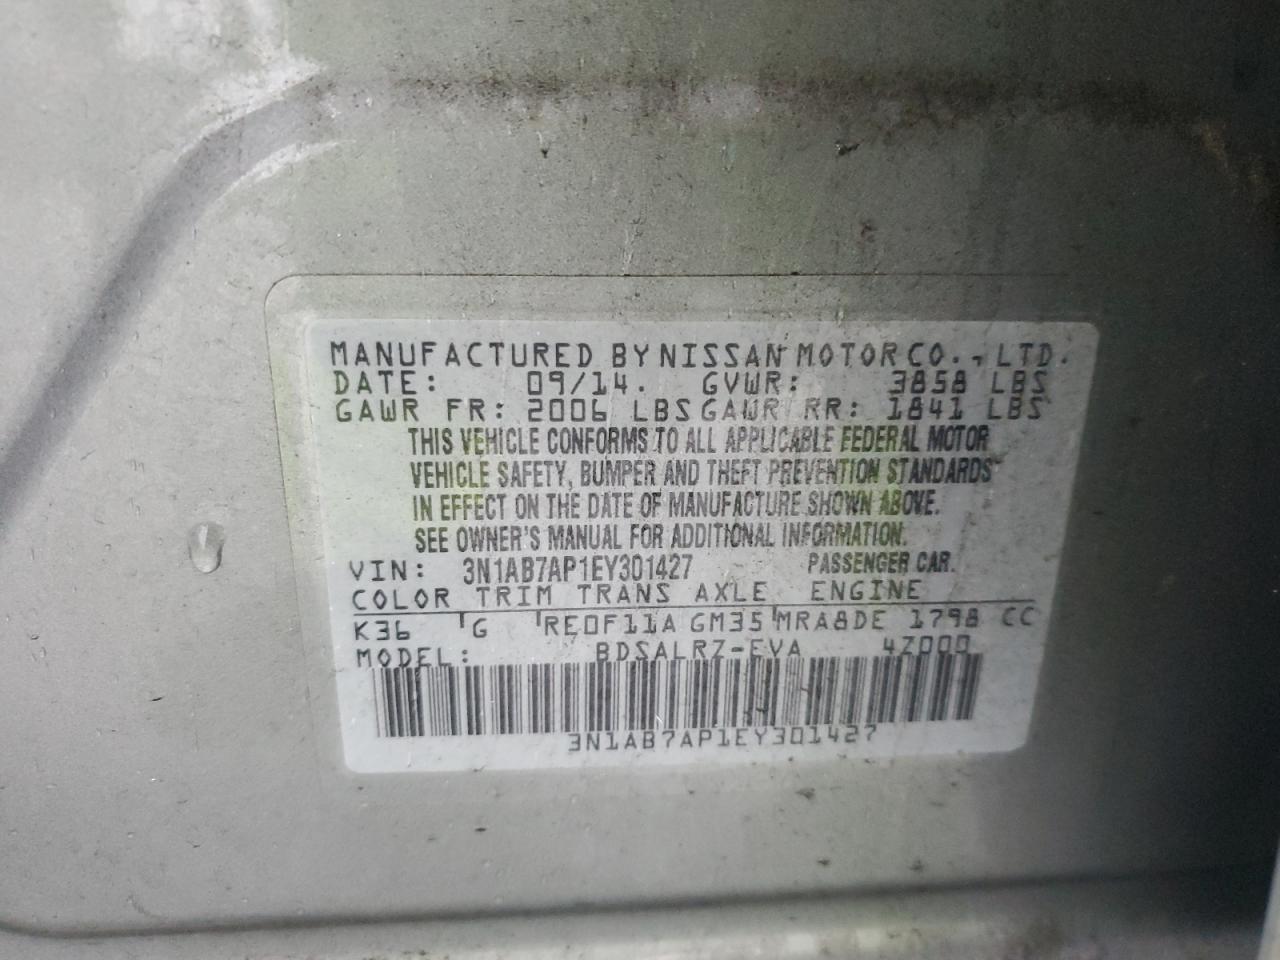 MANUFACTURED BY NISSAN MOTOR CO., LTD.
DATE: 09/14. GVWR: 3858 LBS
GAWR FR: 2006 LBS GAWR RR: 1841 LBS
THIS VEHICLE CONFORMS TO ALL APPLICABLE FEDERAL MOTOR
VEHICLE SAFETY, BUMPER AND THEFT PREVENTION STANDARDS
IN EFFECT ON THE DATE OF MANUFACTURE SHOWN ABOVE.
SEE OWNER'S MANUAL FOR ADDITIONAL INFORMATION.
VIN: 3N1AB7AP1EY301427 PASSENGER CAR.
COLOR TRIM TRANS AXLE ENGINE
K36 G RE0F11A GM35 MRA8DE 1798 CC
MODEL: BDSALRZ-EVA 4Z000
3N1AB7AP1EY301427